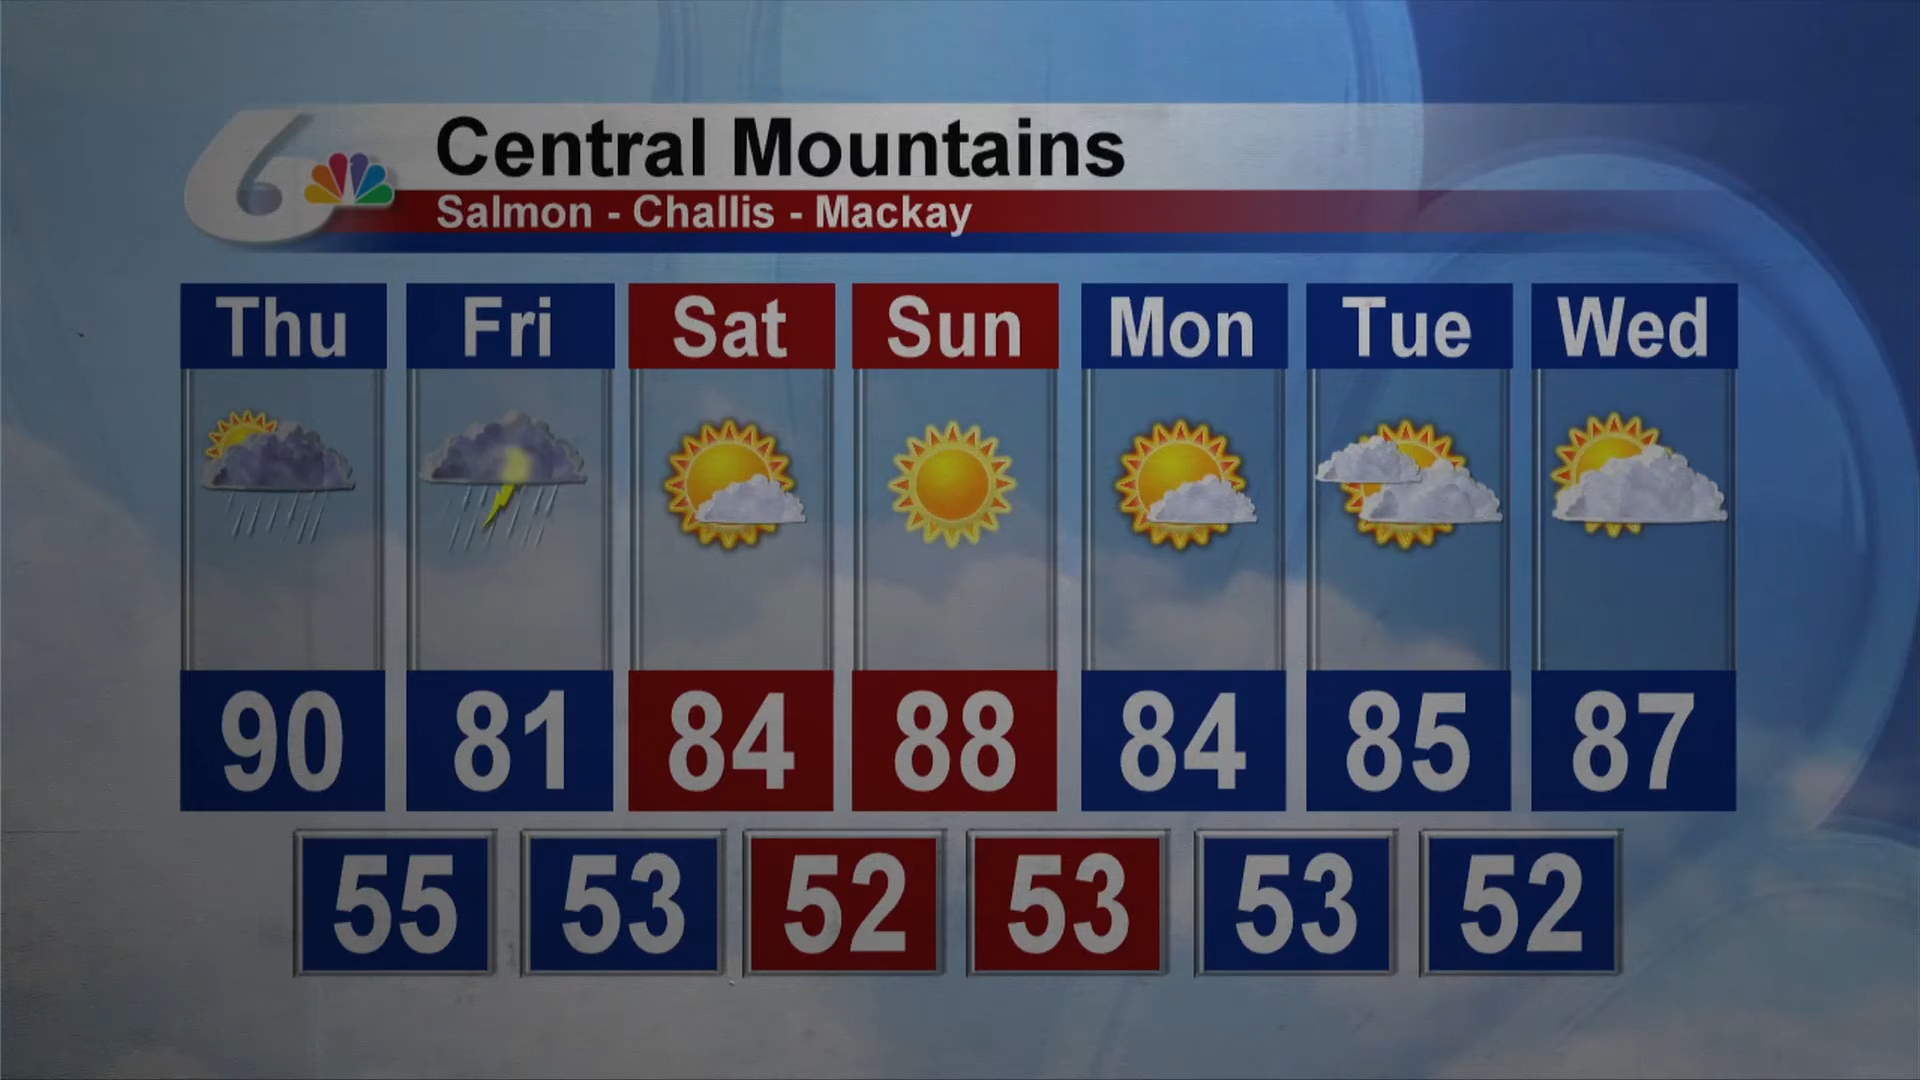 6
Central Mountains
Salmon - Challis - Mackay
Thu Fri Sat Sun Mon Tue Wed
90 81 84 88 84 85 87
55 53 52 53 53 52